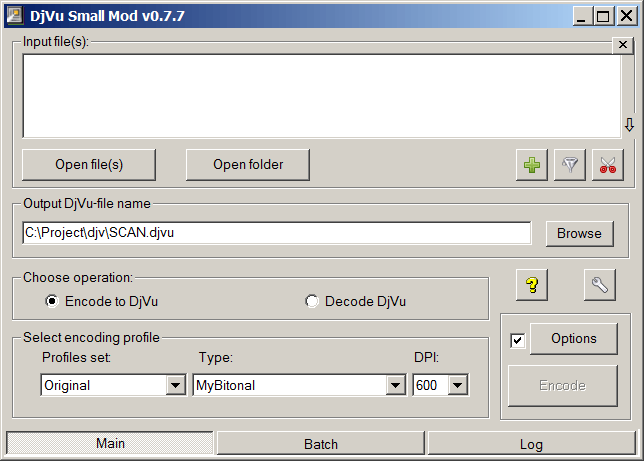 DjVu Small Mod v0.7.7
Input file(s):
Open file(s)
Open folder
Output DjVu-file name
C:\Project\djv\SCAN.djvu
Browse
Choose operation:
Encode to DjVu
Decode DjVu
?
Select encoding profile
Profiles set:
Type:
DPI:
Original
MyBitonal
600
Options
Encode
Main
Batch
Log